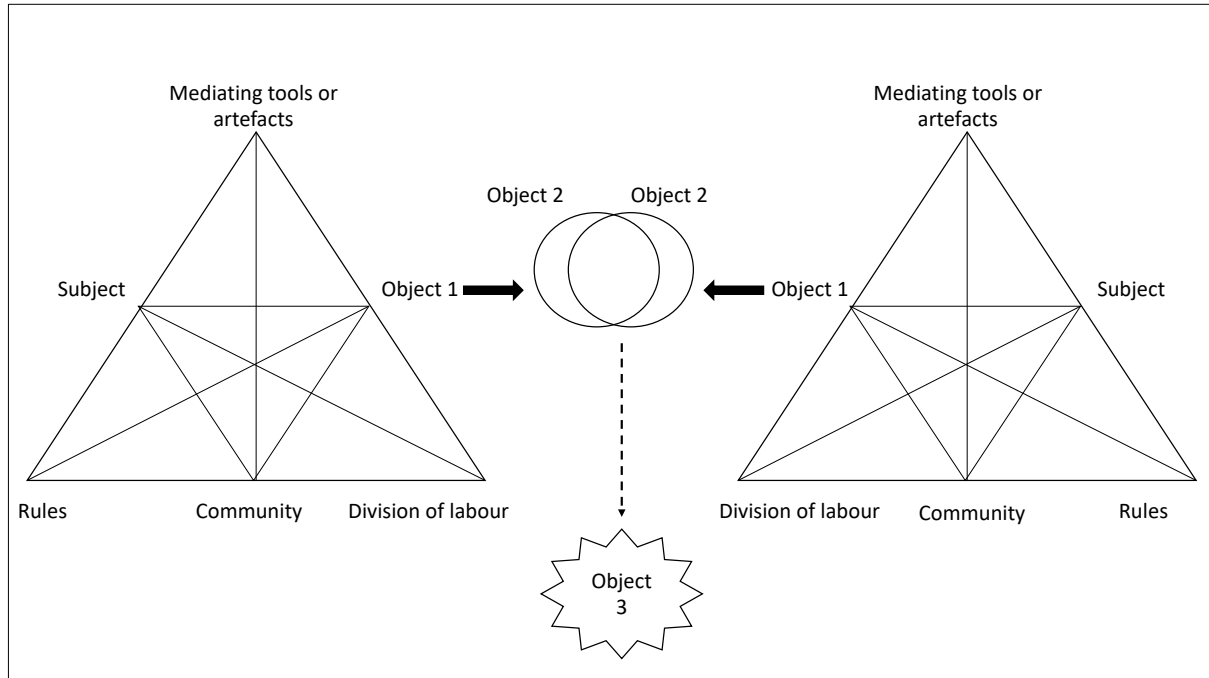 Mediating tools or
artefacts
Mediating tools or
artefacts
Object 2
Object 2
Subject
Object 1
Object 1
Subject
Rules
Community
Division of labour
Division of labour
Community
Rules
Object
3